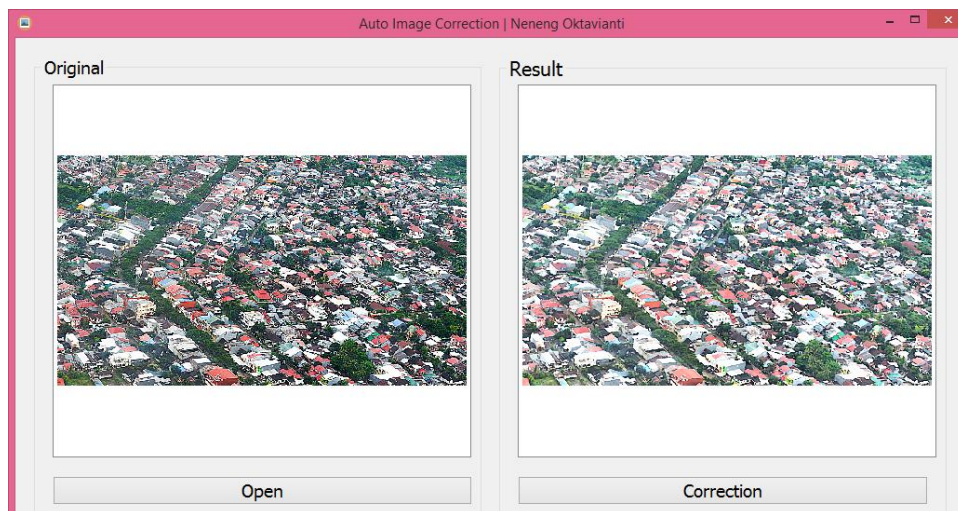 Auto Image Correction | Neneng Oktavianti
Original
Result
Open
Correction